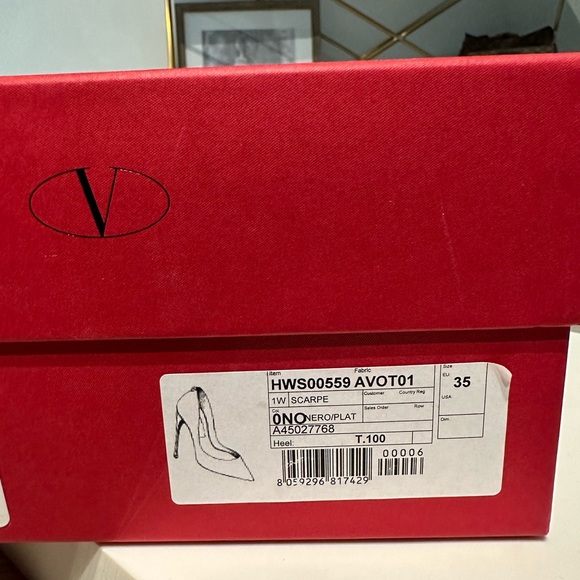 V
Item Fabric Size
HWS00559 AVOT01 EU 35
1W SCARPE Customer Country Reg USA
Col.
0NO NERO/PLAT Sales Order Row
A45027768 Dim.
Heel: T.100
00006
8 059296 817429